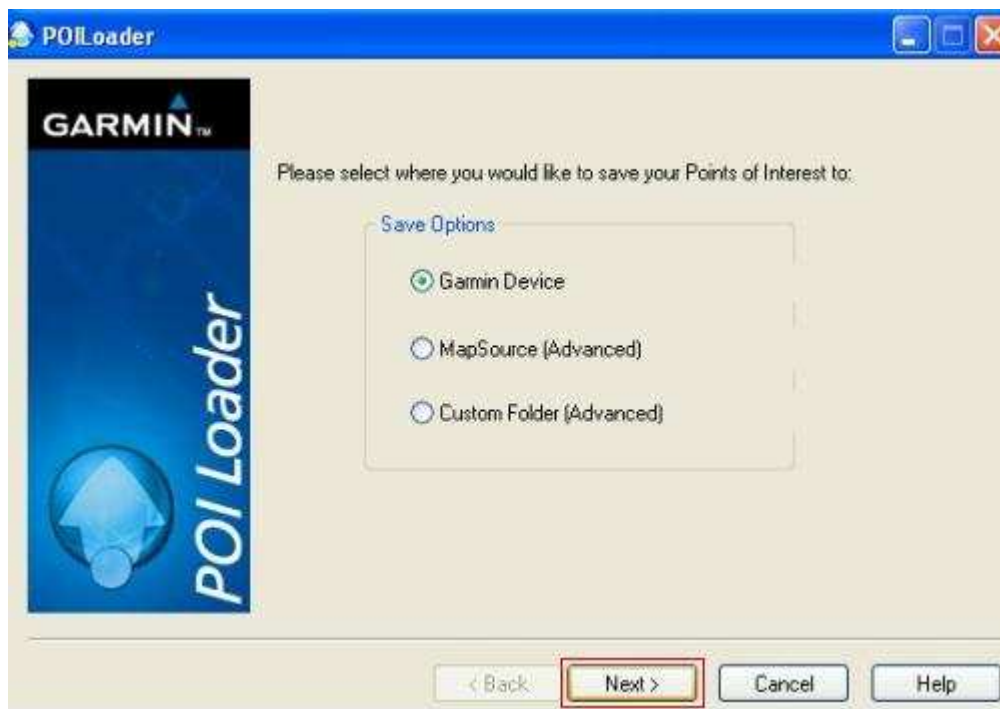 POILoader
GARMIN™
POI Loader
Please select where you would like to save your Points of Interest to:
Save Options
Garmin Device
MapSource (Advanced)
Custom Folder (Advanced)
< Back
Next >
Cancel
Help